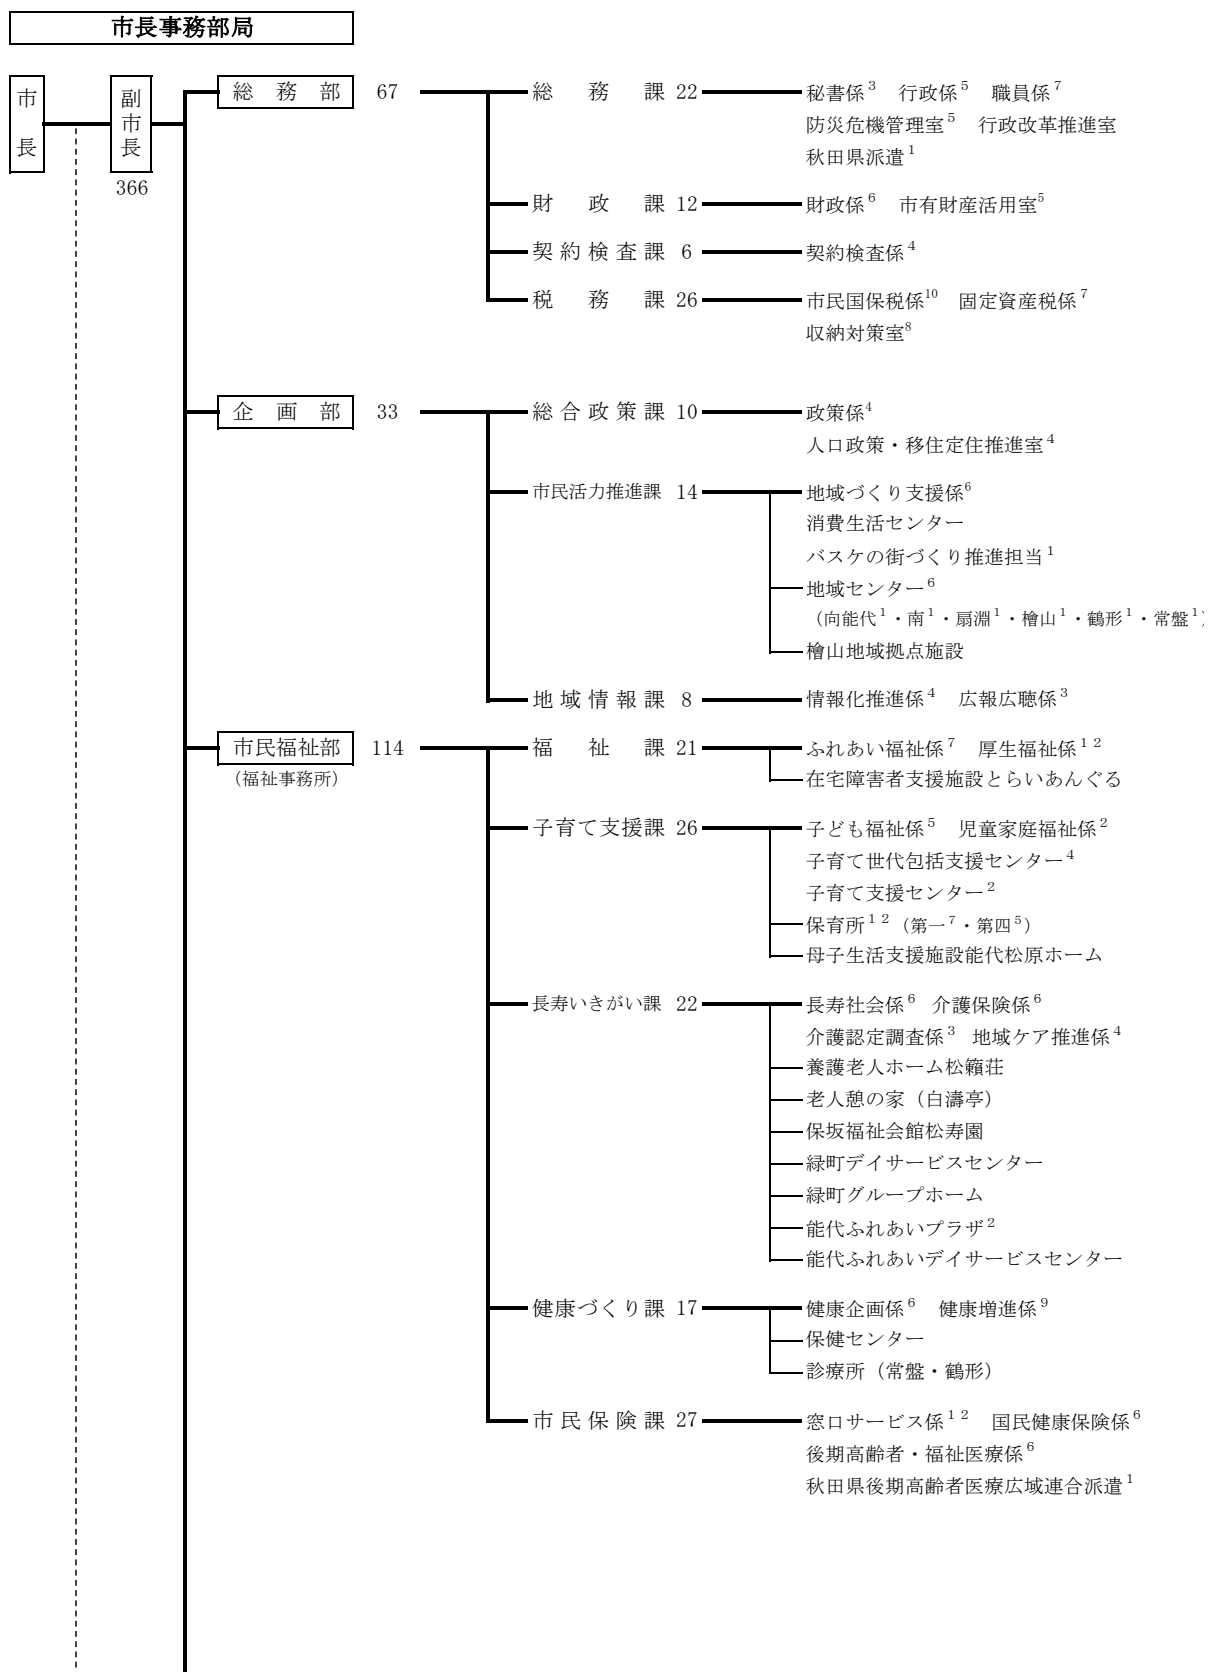 市長事務部局
市長
副市長
366
総務部 67
総務課 22
秘書係3 行政係5 職員係7
防災危機管理室5 行政改革推進室
秋田県派遣1
財政課 12
財政係6 市有財産活用室5
契約検査課 6
契約検査係4
税務課 26
市民国保税係10 固定資産税係7
収納対策室8
企画部 33
総合政策課 10
政策係4
人口政策・移住定住推進室4
市民活力推進課 14
地域づくり支援係6
消費生活センター
バスケの街づくり推進担当1
地域センター6
(向能代1・南1・扇淵1・檜山1・鶴形1・常盤1)
檜山地域拠点施設
地域情報課 8
情報化推進係4 広報広聴係3
市民福祉部 114
(福祉事務所)
福祉課 21
ふれあい福祉係7 厚生福祉係12
在宅障害者支援施設とらいあんぐる
子育て支援課 26
子ども福祉係5 児童家庭福祉係2
子育て世代包括支援センター4
子育て支援センター2
保育所12(第一7・第四5)
母子生活支援施設能代松原ホーム
長寿いきがい課 22
長寿社会係6 介護保険係6
介護認定調査係3 地域ケア推進係4
養護老人ホーム松籟荘
老人憩の家(白濤亭)
保坂福祉会館松寿園
緑町デイサービスセンター
緑町グループホーム
能代ふれあいプラザ2
能代ふれあいデイサービスセンター
健康づくり課 17
健康企画係6 健康増進係9
保健センター
診療所(常盤・鶴形)
市民保険課 27
窓口サービス係12 国民健康保険係6
後期高齢者・福祉医療係6
秋田県後期高齢者医療広域連合派遣1